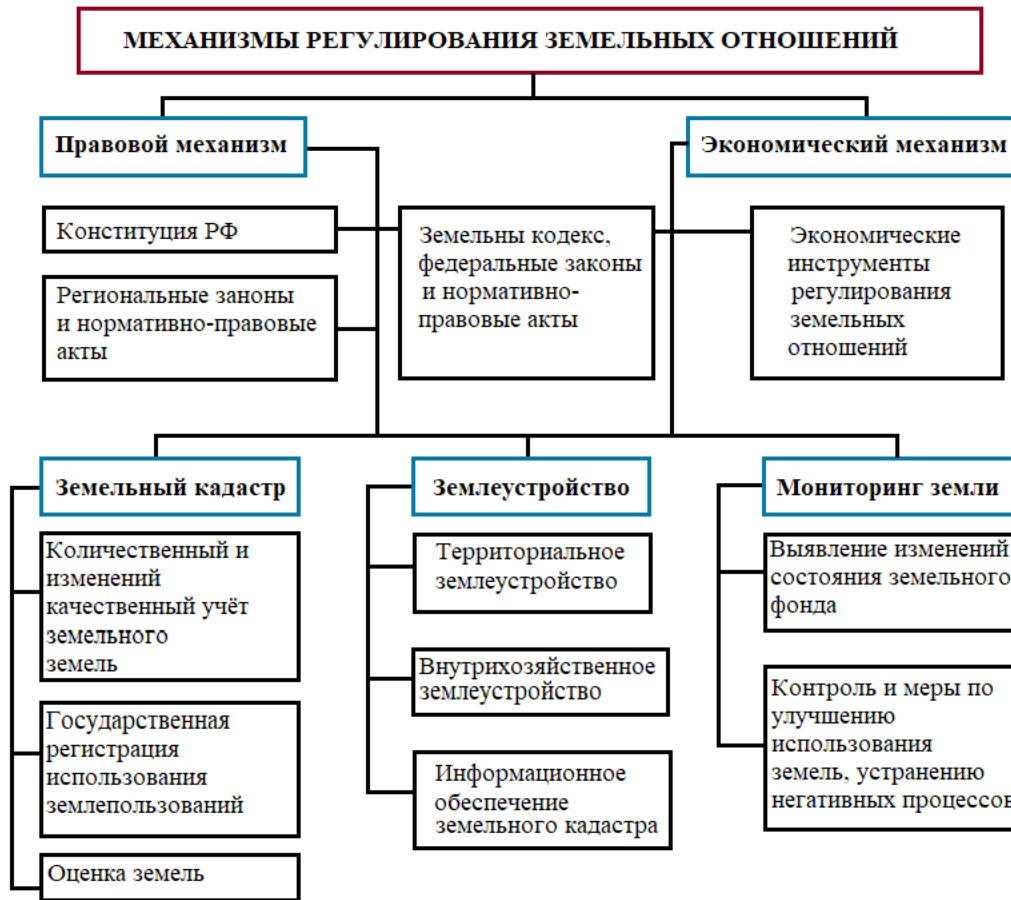 МЕХАНИЗМЫ РЕГУЛИРОВАНИЯ ЗЕМЕЛЬНЫХ ОТНОШЕНИЙ
Правовой механизм
Экономический механизм
Конституция РФ
Региональные заноны
и нормативно-правовые
акты
Земельны кодекс,
федеральные законы
и нормативно-
правовые акты
Экономические
инструменты
регулирования
земельных
отношений
Земельный кадастр
Количественный и
изменений
качественный учёт
земельного
земель
Государственная
регистрация
использования
землепользований
Оценка земель
Землеустройство
Территориальное
землеустройство
Внутрихозяйственное
землеустройство
Информационное
обеспечение
земельного кадастра
Мониторинг земли
Выявление изменений
состояния земельного
фонда
Контроль и меры по
улучшению
использования
земель, устранению
негативных процессов